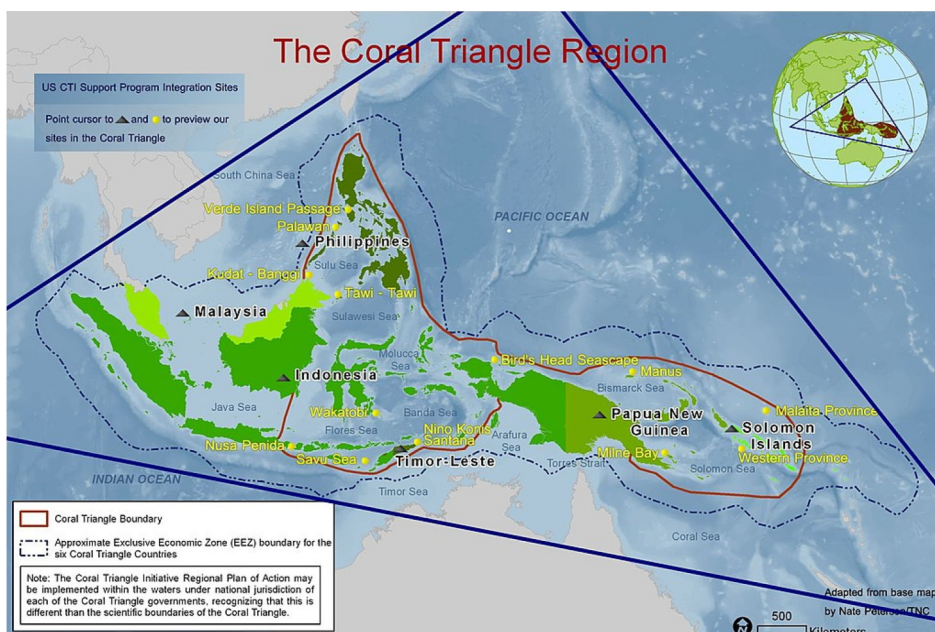 The Coral Triangle Region
US CTI Support Program Integration Sites
Point cursor to and to preview our
sites in the Coral Triangle
South China Sea
PACIFIC OCEAN
Verde Island Passage
Palawan
Philippines
Sulu Sea
Kudat - Banggi
Tawi - Tawi
Malaysia
Sulawesi Sea
Molucca
Sea
Bird's Head Seascape
Manus
Bismarck Sea
Indonesia
Java Sea
Wakatobi
Banda Sea
Flores Sea
Nino Konis
Santana
Arafura
Sea
Papua New
Guinea
Malaita Province
Solomon
Islands
Nusa Penida
Savu Sea
Timor-Leste
Torres Strait
Milne Bay
Western Province
Solomon Sea
INDIAN OCEAN
Timor Sea
Coral Sea
Coral Triangle Boundary
Approximate Exclusive Economic Zone (EEZ) boundary for the
six Coral Triangle Countries
Note: The Coral Triangle Initiative Regional Plan of Action may
be implemented within the waters under national jurisdiction of
each of the Coral Triangle governments, recognizing that this is
different than the scientific boundaries of the Coral Triangle.
Adapted from base map
by Nate Peterson/TNC
N
500
Kilometers